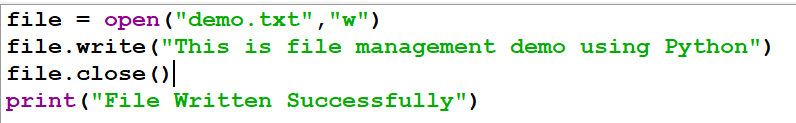 file = open("demo.txt","w")
file.write("This is file management demo using Python")
file.close()
print("File Written Successfully")